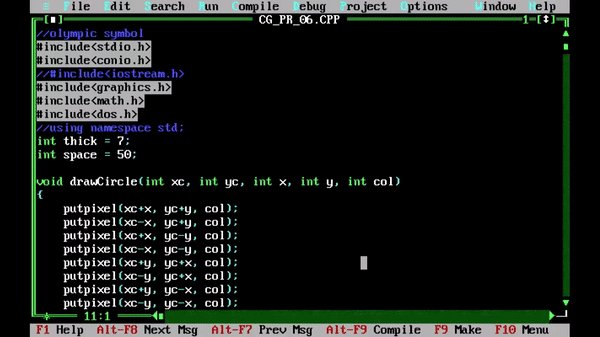 ≡ File Edit Search Run Compile Debug Project Options Window Help
[■] CG_PR_06.CPP 1 [↕]
//olympic symbol
#include<stdio.h>
#include<conio.h>
//#include<iostream.h>
#include<graphics.h>
#include<math.h>
#include<dos.h>
//using namespace std;
int thick = 7;
int space = 50;
void drawCircle(int xc, int yc, int x, int y, int col)
{
putpixel(xc+x, yc+y, col);
putpixel(xc-x, yc+y, col);
putpixel(xc+x, yc-y, col);
putpixel(xc-x, yc-y, col);
putpixel(xc+y, yc+x, col);
putpixel(xc-y, yc+x, col);
putpixel(xc+y, yc-x, col);
putpixel(xc-y, yc-x, col);
11:1
F1 Help Alt-F8 Next Msg Alt-F7 Prev Msg Alt-F9 Compile F9 Make F10 Menu